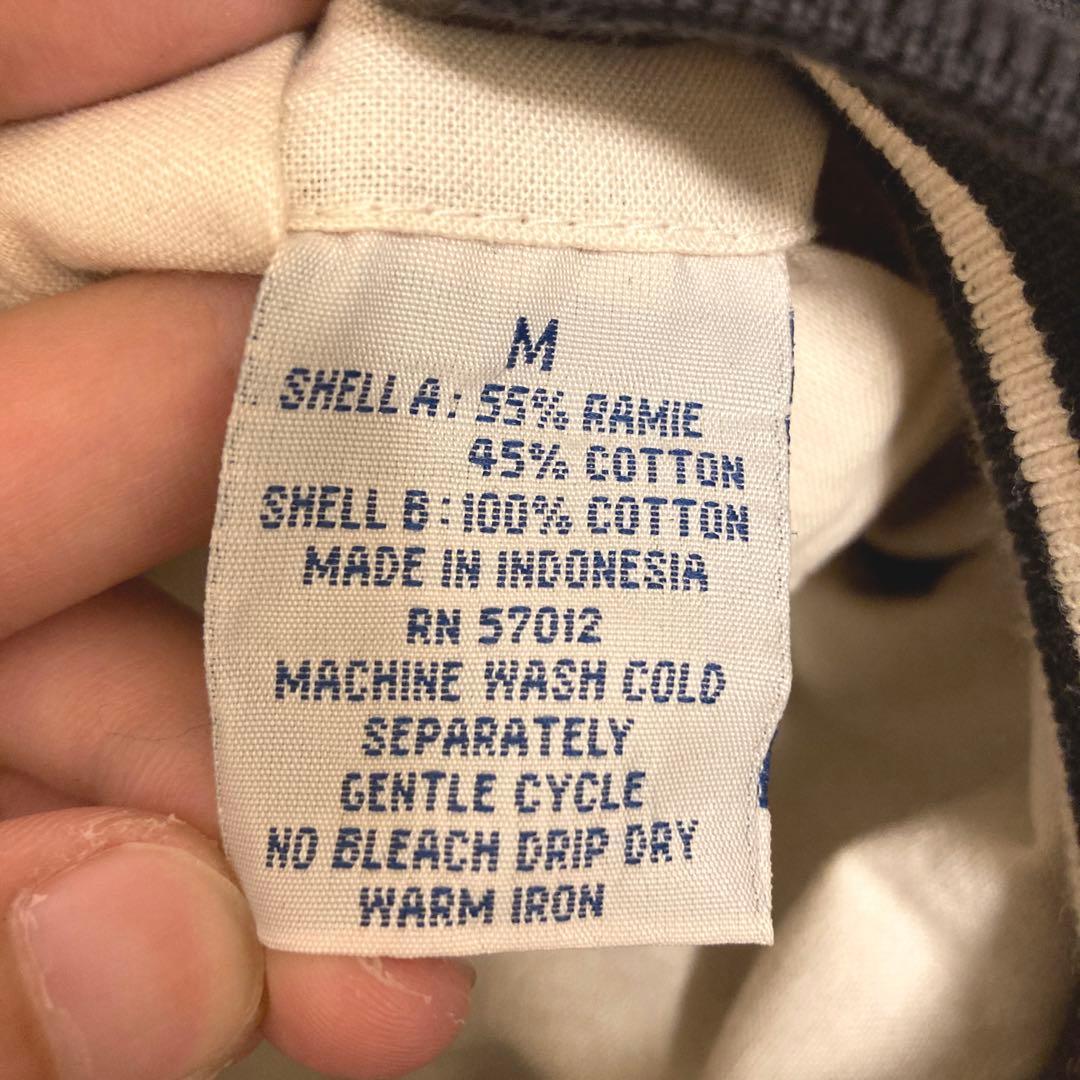 M
SHELL A: 55% RAMIE
45% COTTON
SHELL B: 100% COTTON
MADE IN INDONESIA
RN 57012
MACHINE WASH COLD
SEPARATELY
GENTLE CYCLE
NO BLEACH DRIP DRY
WARM IRON